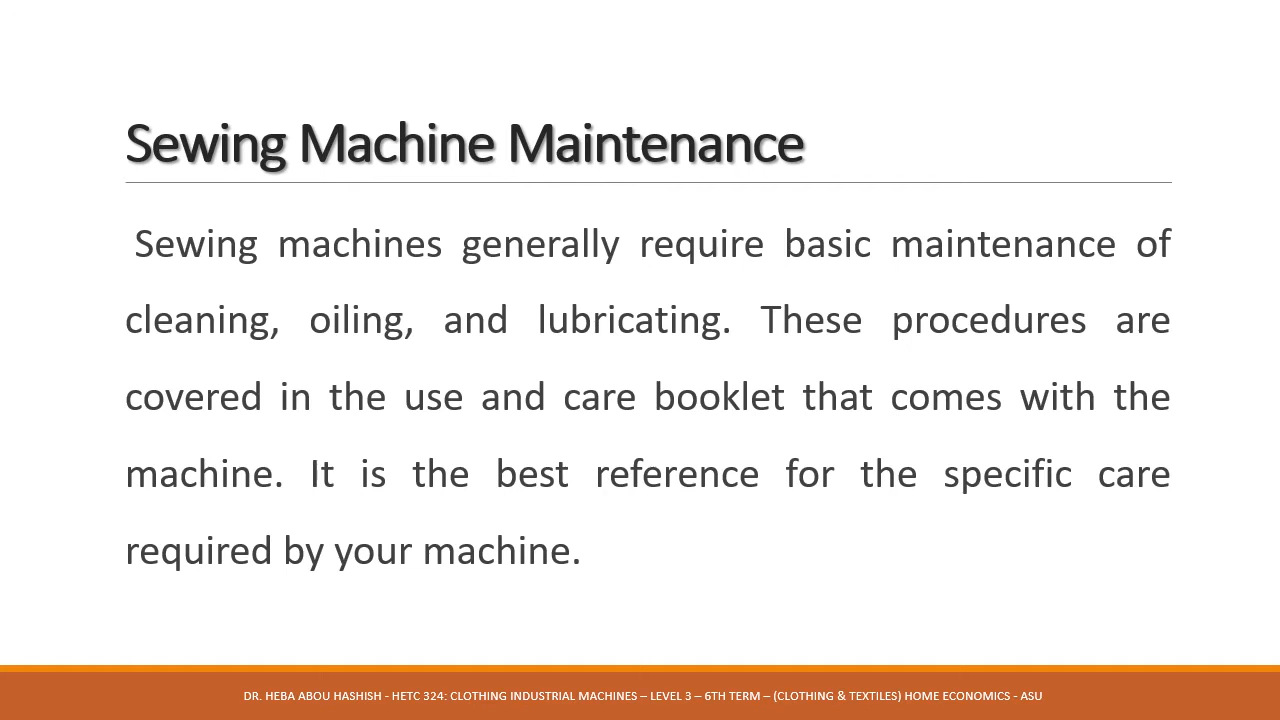 Sewing Machine Maintenance
Sewing machines generally require basic maintenance of
cleaning, oiling, and lubricating. These procedures are
covered in the use and care booklet that comes with the
machine. It is the best reference for the specific care
required by your machine.
DR. HEBA ABOU HASHISH - HETC 324: CLOTHING INDUSTRIAL MACHINES – LEVEL 3 – 6TH TERM – (CLOTHING & TEXTILES) HOME ECONOMICS - ASU